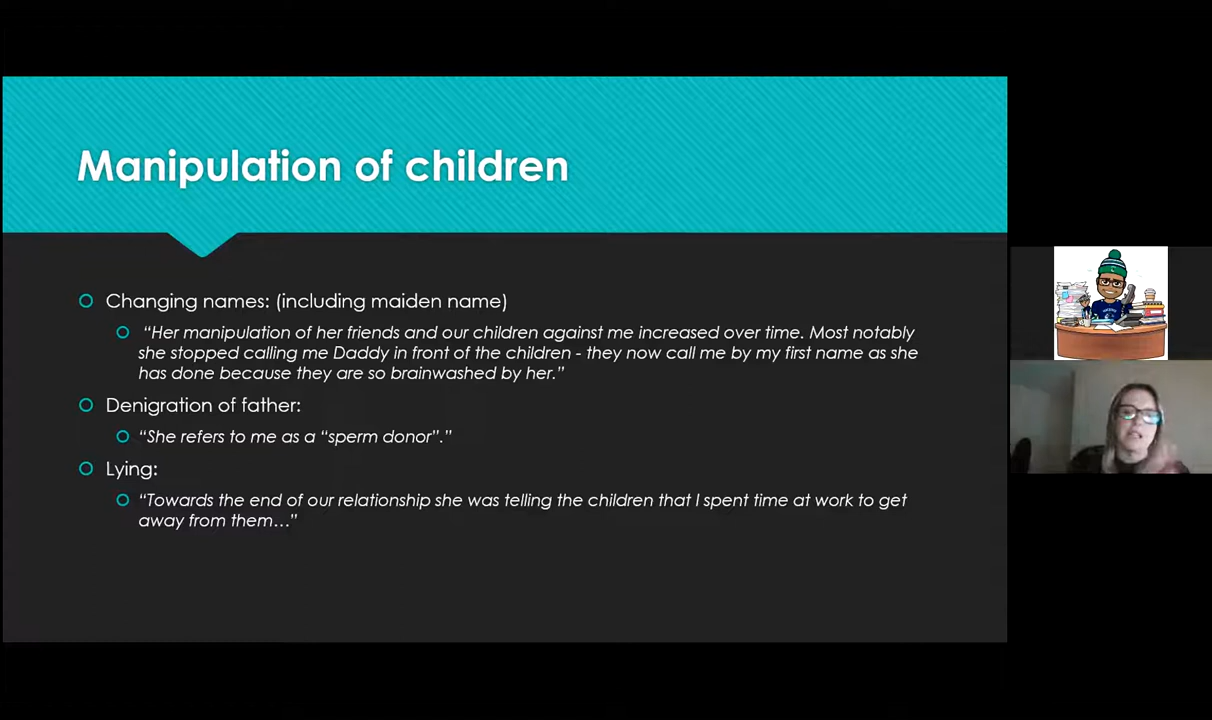 Manipulation of children
Changing names: (including maiden name)
“Her manipulation of her friends and our children against me increased over time. Most notably
she stopped calling me Daddy in front of the children - they now call me by my first name as she
has done because they are so brainwashed by her.”
Denigration of father:
“She refers to me as a “sperm donor”.”
Lying:
“Towards the end of our relationship she was telling the children that I spent time at work to get
away from them…”